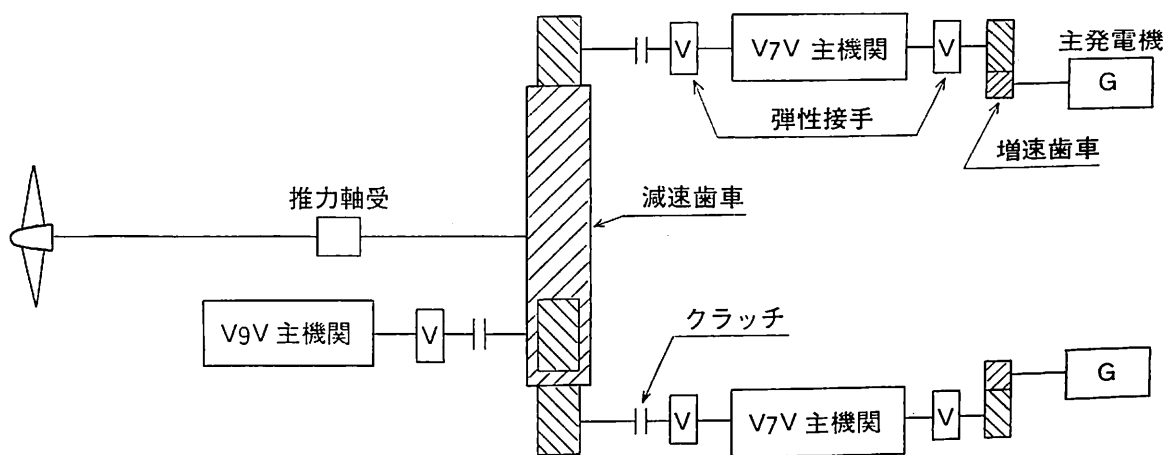 V V7V 主機関 V 主発電機
G
弾性接手
増速歯車
推力軸受
減速歯車
V9V 主機関 V
クラッチ
V V7V 主機関 V G